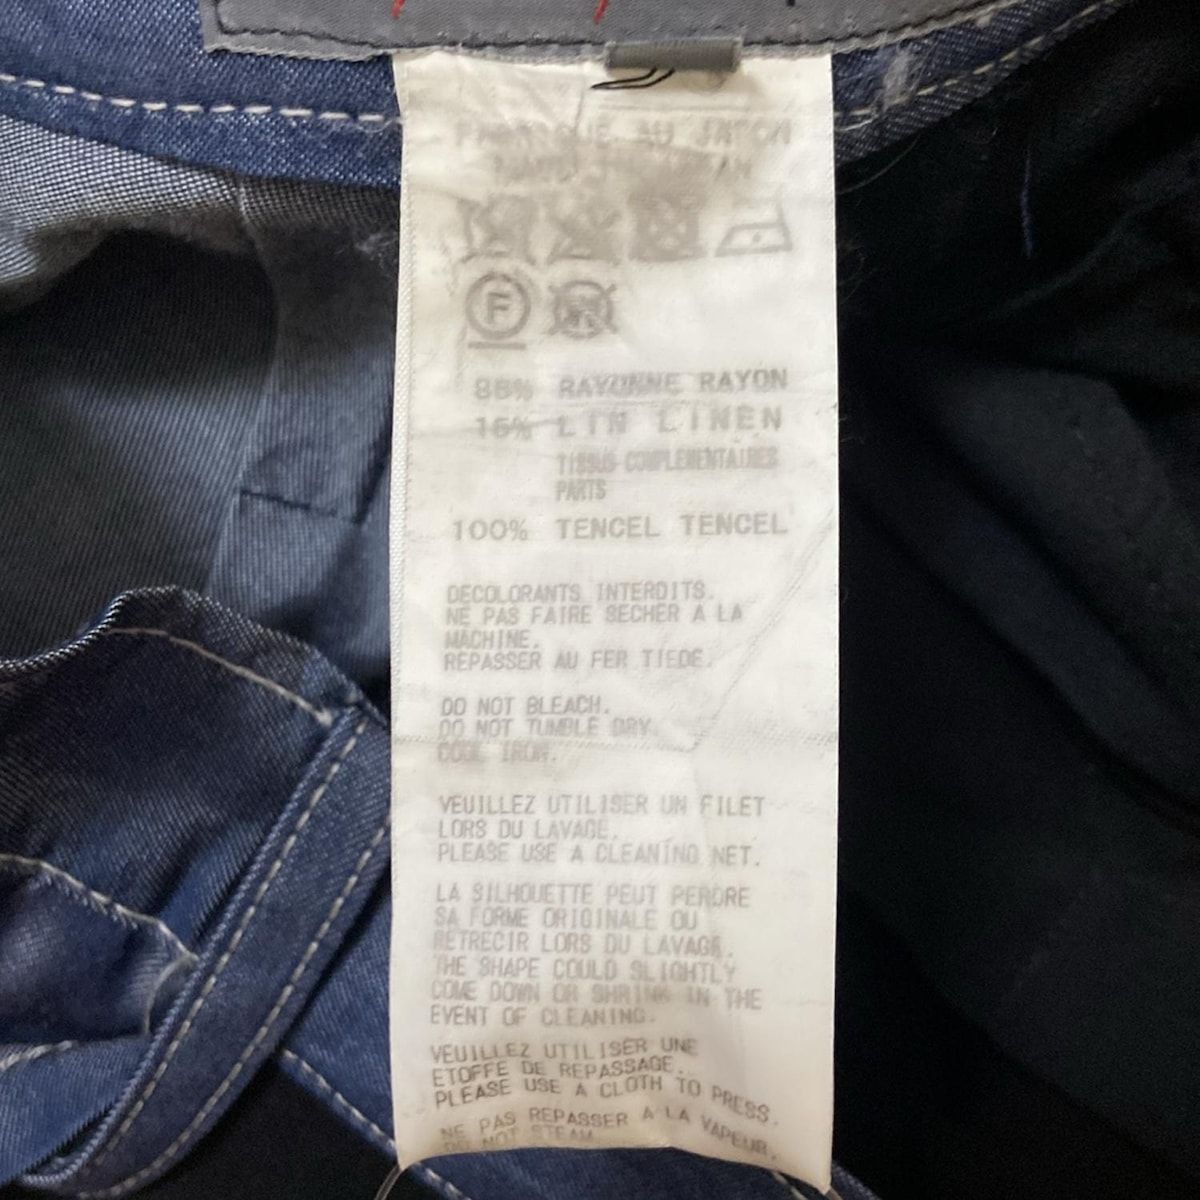 FABRIQUE AU JAPON
F
RAYONNE RAYON
LIN LINEN
TISSUS COMPLEMENTAIRES
PARTS
100% TENCEL TENCEL
DECOLORANTS INTERDITS.
NE PAS FAIRE SECHER A LA
MACHINE.
REPASSER AU FER TIEDE.
DO NOT BLEACH.
DO NOT TUMBLE DRY.
COOL IRON.
VEUILLEZ UTILISER UN FILET
LORS DU LAVAGE.
PLEASE USE A CLEANING NET.
LA SILHOUETTE PEUT PERDRE
SA FORME ORIGINALE OU
RETRECIR LORS DU LAVAGE.
THE SHAPE COULD SLIGHTLY
COME DOWN OR SHRINK IN THE
EVENT OF CLEANING.
VEUILLEZ UTILISER UNE
ETOFFE DE REPASSAGE.
PLEASE USE A CLOTH TO PRESS.
NE PAS REPASSER A LA VAPEUR.
DO NOT STEAM